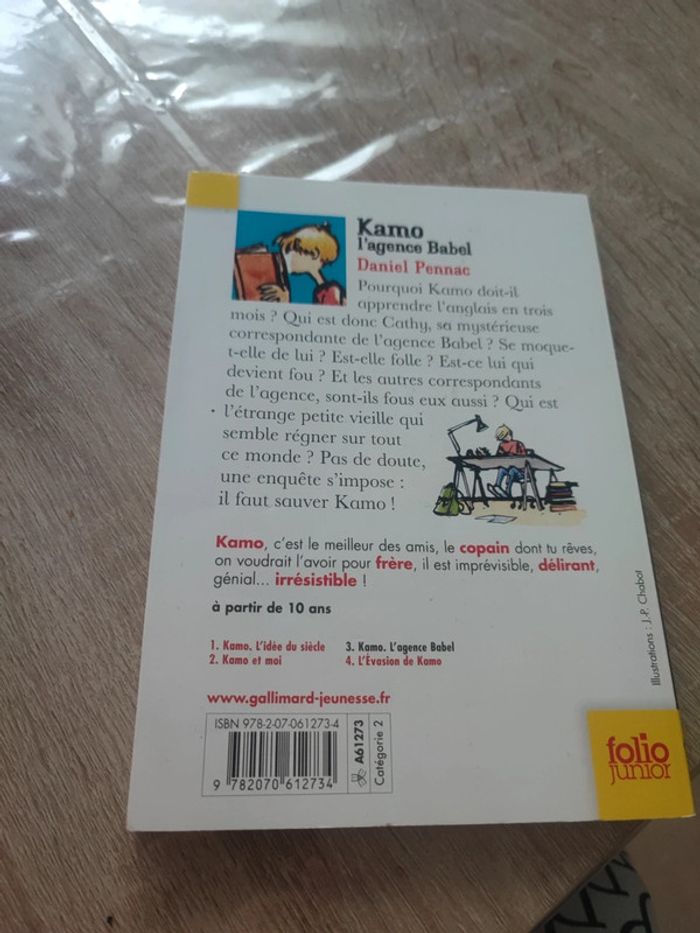 Kamo
l'agence Babel
Daniel Pennac
Pourquoi Kamo doit-il
apprendre l'anglais en trois
mois ? Qui est donc Cathy, sa mystérieuse
correspondante de l'agence Babel ? Se moque-
t-elle de lui ? Est-elle folle ? Est-ce lui qui
devient fou ? Et les autres correspondants
de l'agence, sont-ils fous eux aussi ? Qui est
l'étrange petite vieille qui
semble régner sur tout
ce monde ? Pas de doute,
une enquête s'impose :
il faut sauver Kamo !
Kamo, c'est le meilleur des amis, le copain dont tu rêves,
on voudrait l'avoir pour frère, il est imprévisible, délirant,
génial... irrésistible !
à partir de 10 ans
1. Kamo. L'idée du siècle
2. Kamo et moi
3. Kamo. L'agence Babel
4. L'Évasion de Kamo
www.gallimard-jeunesse.fr
ISBN 978-2-07-061273-4
9 782070 612734
A61273
Catégorie 2
Illustrations : J.-P. Chabot
folio
junior